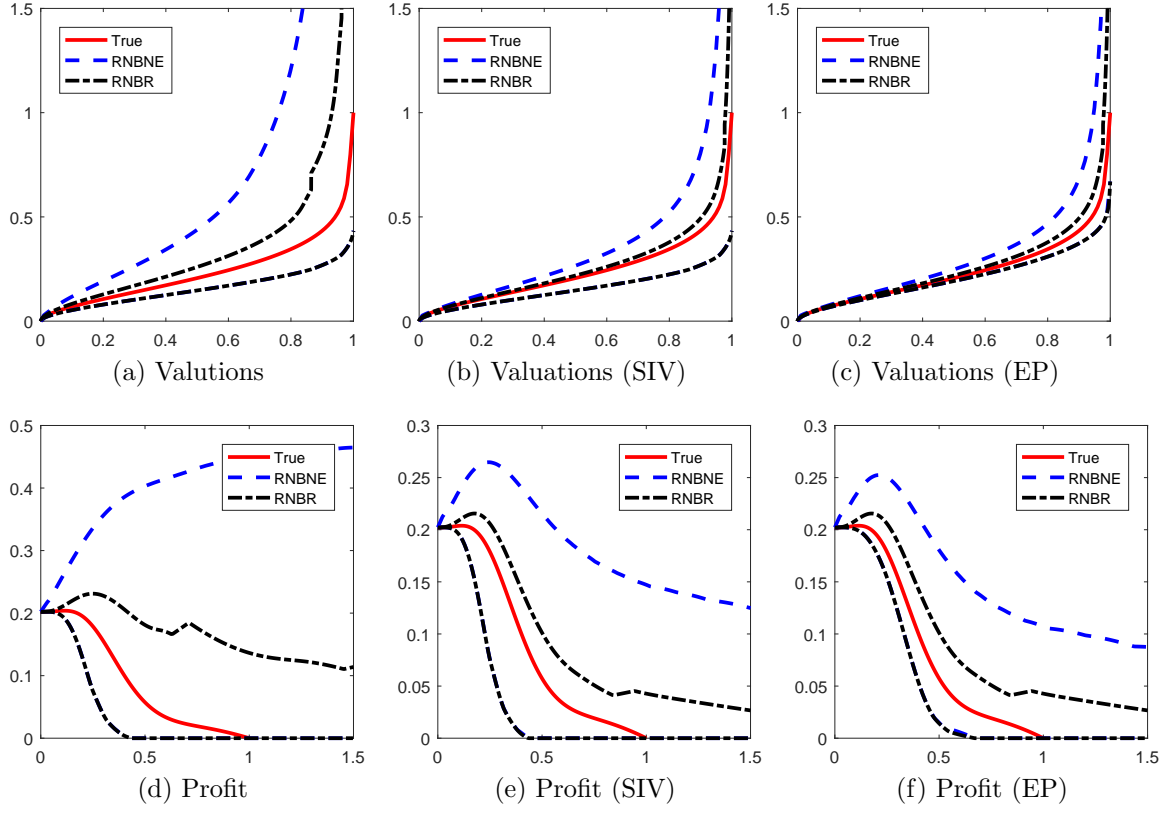 1.5
1
0.5
0
0 0.2 0.4 0.6 0.8 1
True
RNBNE
RNBR
(a) Valutions
1.5
1
0.5
0
0 0.2 0.4 0.6 0.8 1
True
RNBNE
RNBR
(b) Valuations (SIV)
1.5
1
0.5
0
0 0.2 0.4 0.6 0.8 1
True
RNBNE
RNBR
(c) Valuations (EP)
0.5
0.4
0.3
0.2
0.1
0
0 0.5 1 1.5
True
RNBNE
RNBR
(d) Profit
0.3
0.25
0.2
0.15
0.1
0.05
0
0 0.5 1 1.5
True
RNBNE
RNBR
(e) Profit (SIV)
0.3
0.25
0.2
0.15
0.1
0.05
0
0 0.5 1 1.5
True
RNBNE
RNBR
(f) Profit (EP)